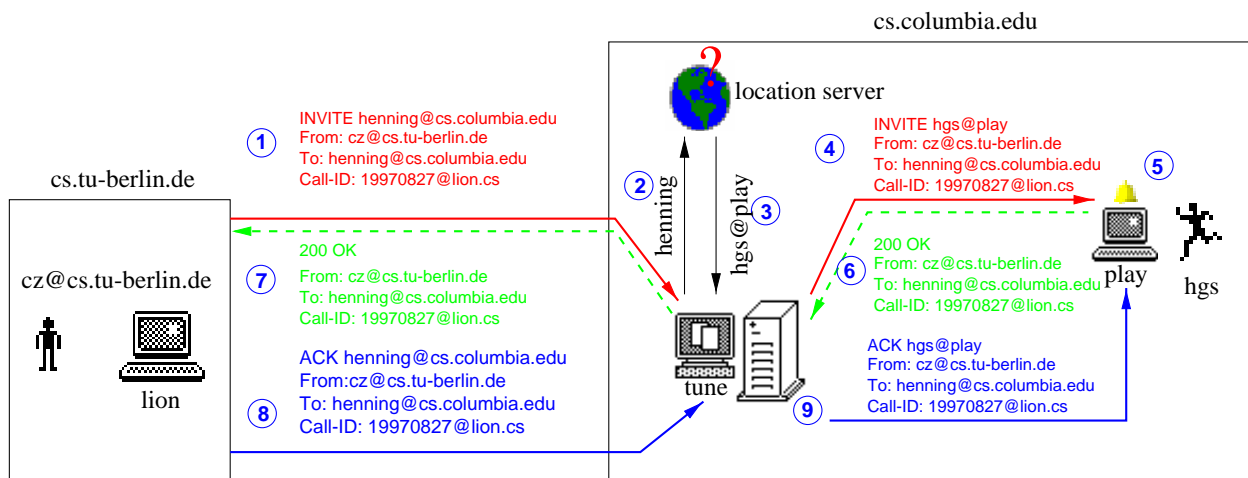 cs.columbia.edu
?
location server
1
INVITE henning@cs.columbia.edu
From: cz@cs.tu-berlin.de
To: henning@cs.columbia.edu
Call-ID: 19970827@lion.cs
4
INVITE hgs@play
From: cz@cs.tu-berlin.de
To: henning@cs.columbia.edu
Call-ID: 19970827@lion.cs
5
cs.tu-berlin.de
2
henning
hgs@play
3
7
200 OK
From: cz@cs.tu-berlin.de
To: henning@cs.columbia.edu
Call-ID: 19970827@lion.cs
6
200 OK
From: cz@cs.tu-berlin.de
To: henning@cs.columbia.edu
Call-ID: 19970827@lion.cs
play
hgs
cz@cs.tu-berlin.de
lion
8
ACK henning@cs.columbia.edu
From:cz@cs.tu-berlin.de
To: henning@cs.columbia.edu
Call-ID: 19970827@lion.cs
tune
9
ACK hgs@play
From: cz@cs.tu-berlin.de
To: henning@cs.columbia.edu
Call-ID: 19970827@lion.cs